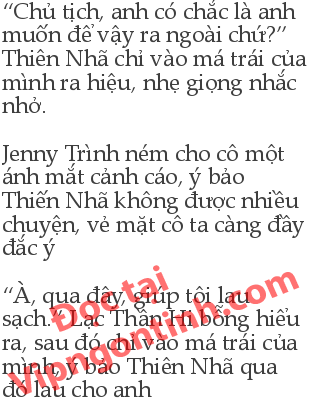 “Chủ tịch, anh có chắc là anh
muốn để vậy ra ngoài chứ?”
Thiên Nhã chỉ vào má trái của
mình ra hiệu, nhẹ giọng nhắc
nhở.
Jenny Trình ném cho cô một
ánh mắt cảnh cáo, ý bảo
Thiến Nhã không được nhiều
chuyện, vẻ mặt cô ta càng đầy
đắc ý
“À, qua đây, giúp tôi lau
sạch.” Lạc Thần Hi bỗng hiểu
ra, sau đó chỉ vào má trái của
mình, ý bảo Thiên Nhã qua
đó lau cho anh
Đọc tại
Vipngontinh.com